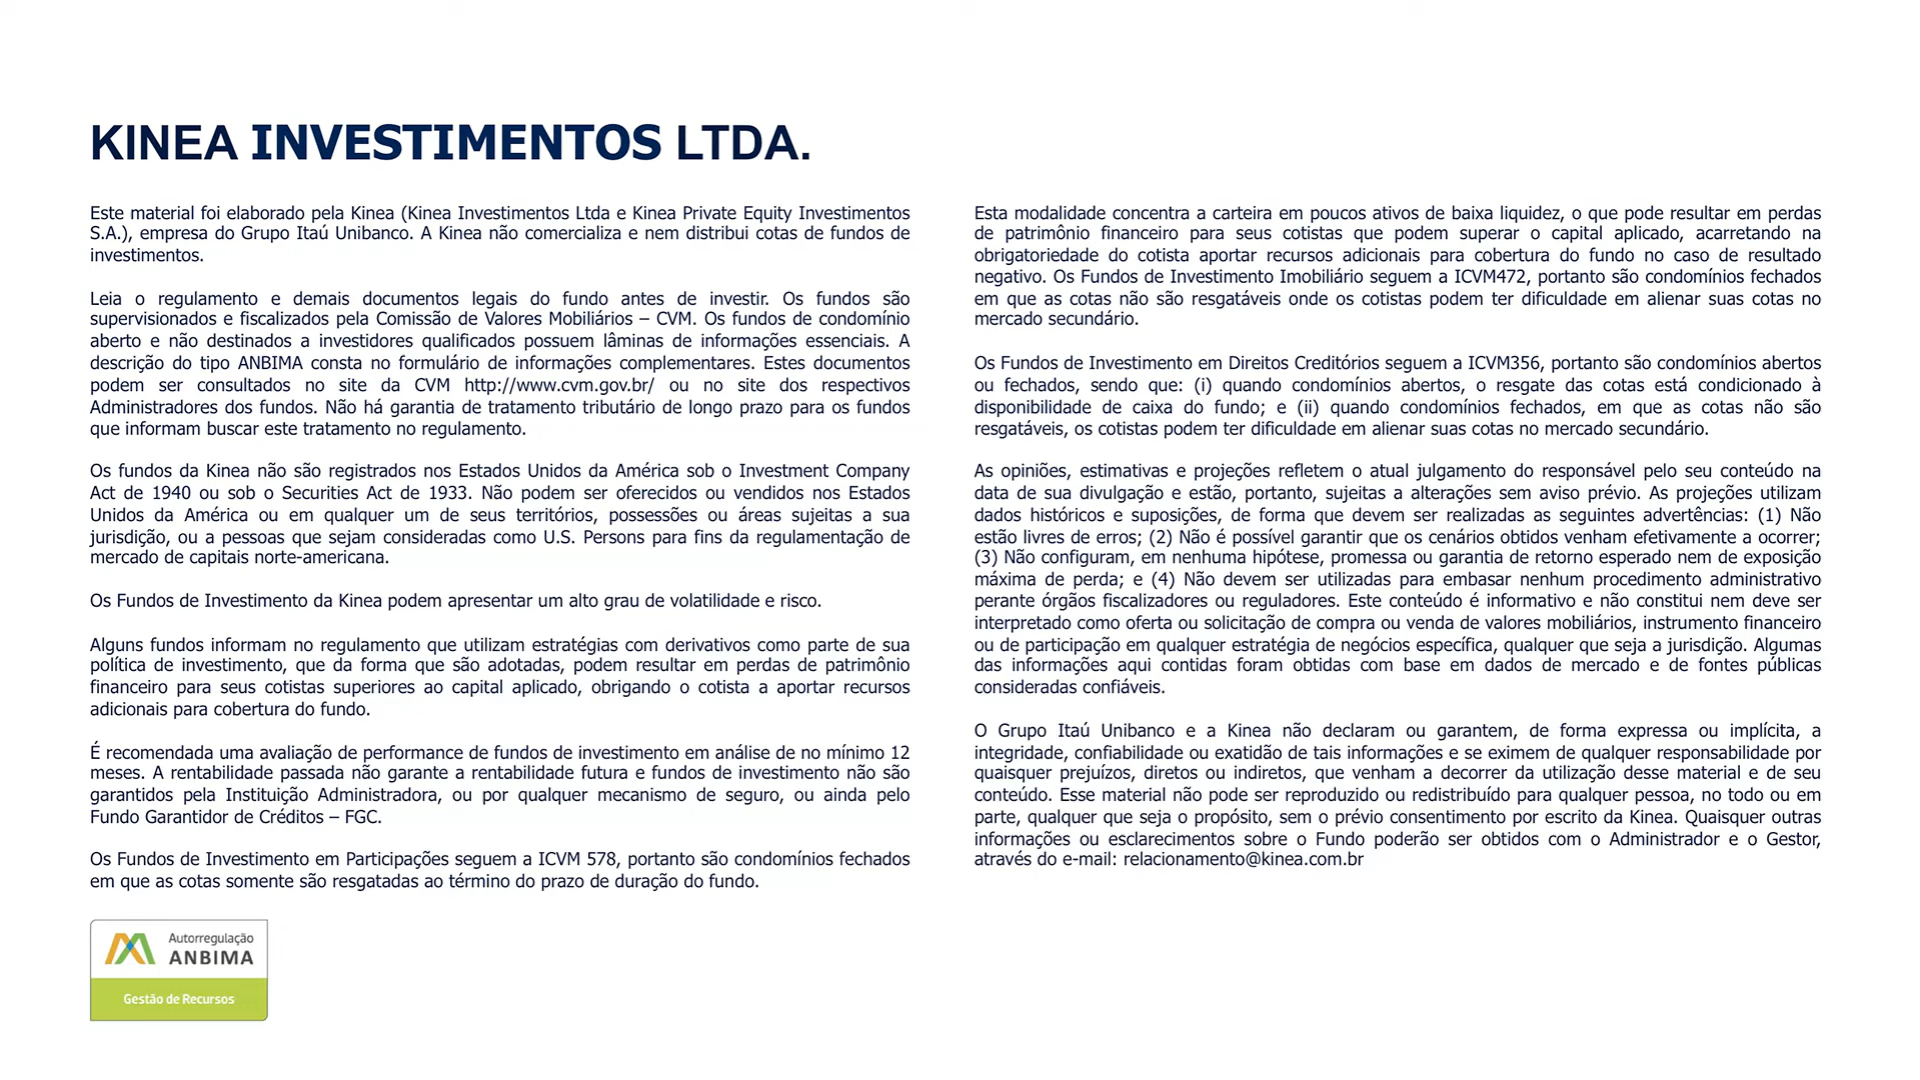 KINEA INVESTIMENTOS LTDA.
Este material foi elaborado pela Kinea (Kinea Investimentos Ltda e Kinea Private Equity Investimentos
S.A.), empresa do Grupo Itaú Unibanco. A Kinea não comercializa e nem distribui cotas de fundos de
investimentos.
Leia o regulamento e demais documentos legais do fundo antes de investir. Os fundos são
supervisionados e fiscalizados pela Comissão de Valores Mobiliários – CVM. Os fundos de condomínio
aberto e não destinados a investidores qualificados possuem lâminas de informações essenciais. A
descrição do tipo ANBIMA consta no formulário de informações complementares. Estes documentos
podem ser consultados no site da CVM http://www.cvm.gov.br/ ou no site dos respectivos
Administradores dos fundos. Não há garantia de tratamento tributário de longo prazo para os fundos
que informam buscar este tratamento no regulamento.
Os fundos da Kinea não são registrados nos Estados Unidos da América sob o Investment Company
Act de 1940 ou sob o Securities Act de 1933. Não podem ser oferecidos ou vendidos nos Estados
Unidos da América ou em qualquer um de seus territórios, possessões ou áreas sujeitas a sua
jurisdição, ou a pessoas que sejam consideradas como U.S. Persons para fins da regulamentação de
mercado de capitais norte-americana.
Os Fundos de Investimento da Kinea podem apresentar um alto grau de volatilidade e risco.
Alguns fundos informam no regulamento que utilizam estratégias com derivativos como parte de sua
política de investimento, que da forma que são adotadas, podem resultar em perdas de patrimônio
financeiro para seus cotistas superiores ao capital aplicado, obrigando o cotista a aportar recursos
adicionais para cobertura do fundo.
É recomendada uma avaliação de performance de fundos de investimento em análise de no mínimo 12
meses. A rentabilidade passada não garante a rentabilidade futura e fundos de investimento não são
garantidos pela Instituição Administradora, ou por qualquer mecanismo de seguro, ou ainda pelo
Fundo Garantidor de Créditos – FGC.
Os Fundos de Investimento em Participações seguem a ICVM 578, portanto são condomínios fechados
em que as cotas somente são resgatadas ao término do prazo de duração do fundo.
Esta modalidade concentra a carteira em poucos ativos de baixa liquidez, o que pode resultar em perdas
de patrimônio financeiro para seus cotistas que podem superar o capital aplicado, acarretando na
obrigatoriedade do cotista aportar recursos adicionais para cobertura do fundo no caso de resultado
negativo. Os Fundos de Investimento Imobiliário seguem a ICVM472, portanto são condomínios fechados
em que as cotas não são resgatáveis onde os cotistas podem ter dificuldade em alienar suas cotas no
mercado secundário.
Os Fundos de Investimento em Direitos Creditórios seguem a ICVM356, portanto são condomínios abertos
ou fechados, sendo que: (i) quando condomínios abertos, o resgate das cotas está condicionado à
disponibilidade de caixa do fundo; e (ii) quando condomínios fechados, em que as cotas não são
resgatáveis, os cotistas podem ter dificuldade em alienar suas cotas no mercado secundário.
As opiniões, estimativas e projeções refletem o atual julgamento do responsável pelo seu conteúdo na
data de sua divulgação e estão, portanto, sujeitas a alterações sem aviso prévio. As projeções utilizam
dados históricos e suposições, de forma que devem ser realizadas as seguintes advertências: (1) Não
estão livres de erros; (2) Não é possível garantir que os cenários obtidos venham efetivamente a ocorrer;
(3) Não configuram, em nenhuma hipótese, promessa ou garantia de retorno esperado nem de exposição
máxima de perda; e (4) Não devem ser utilizadas para embasar nenhum procedimento administrativo
perante órgãos fiscalizadores ou reguladores. Este conteúdo é informativo e não constitui nem deve ser
interpretado como oferta ou solicitação de compra ou venda de valores mobiliários, instrumento financeiro
ou de participação em qualquer estratégia de negócios específica, qualquer que seja a jurisdição. Algumas
das informações aqui contidas foram obtidas com base em dados de mercado e de fontes públicas
consideradas confiáveis.
O Grupo Itaú Unibanco e a Kinea não declaram ou garantem, de forma expressa ou implícita, a
integridade, confiabilidade ou exatidão de tais informações e se eximem de qualquer responsabilidade por
quaisquer prejuízos, diretos ou indiretos, que venham a decorrer da utilização desse material e de seu
conteúdo. Esse material não pode ser reproduzido ou redistribuído para qualquer pessoa, no todo ou em
parte, qualquer que seja o propósito, sem o prévio consentimento por escrito da Kinea. Quaisquer outras
informações ou esclarecimentos sobre o Fundo poderão ser obtidos com o Administrador e o Gestor,
através do e-mail: relacionamento@kinea.com.br
Autorregulação
ANBIMA
Gestão de Recursos